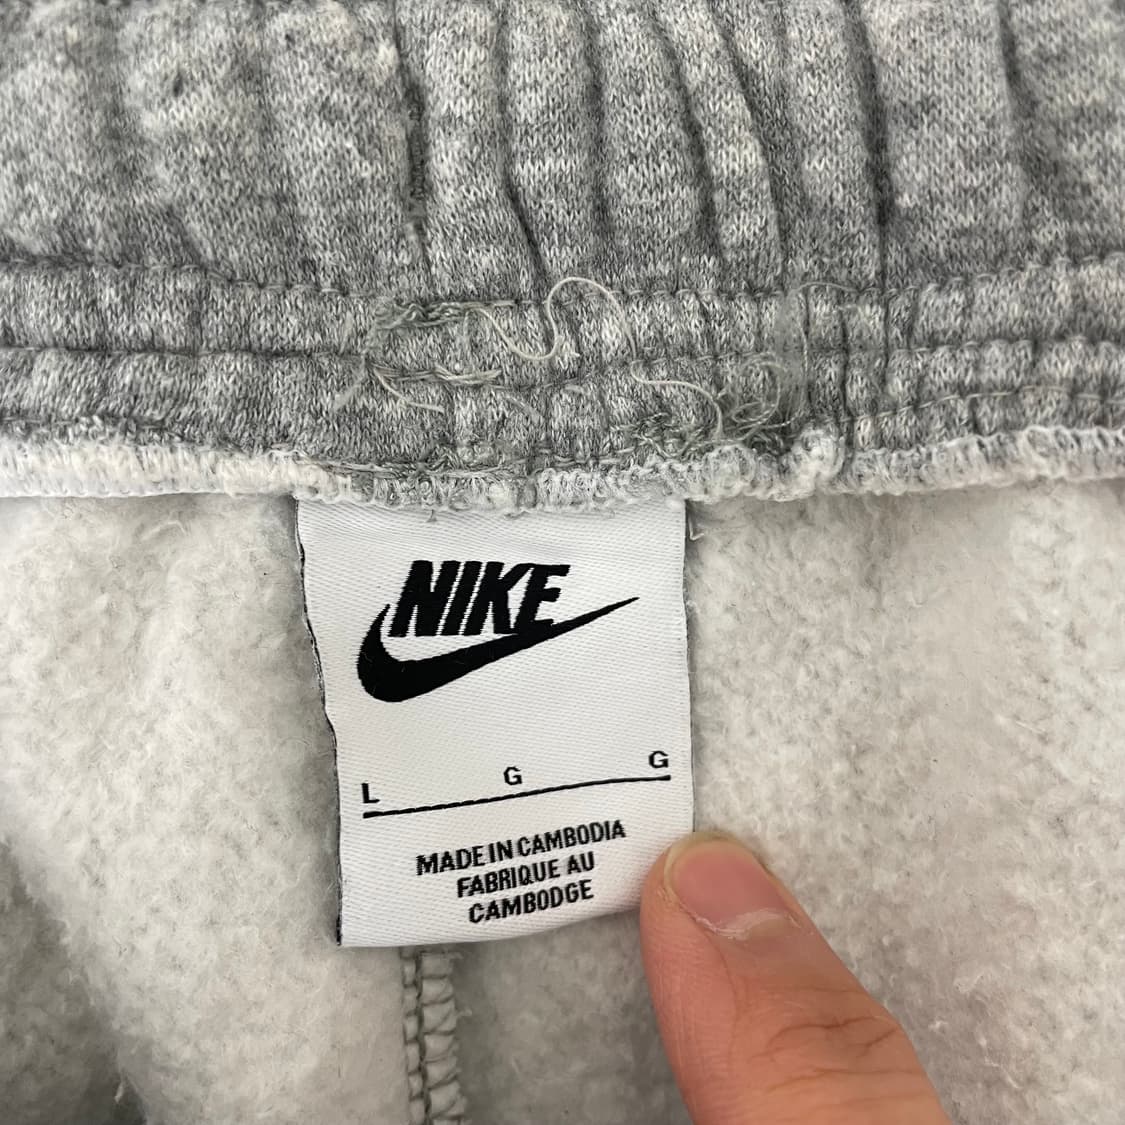 NIKE
L G G
MADE IN CAMBODIA
FABRIQUE AU
CAMBODGE